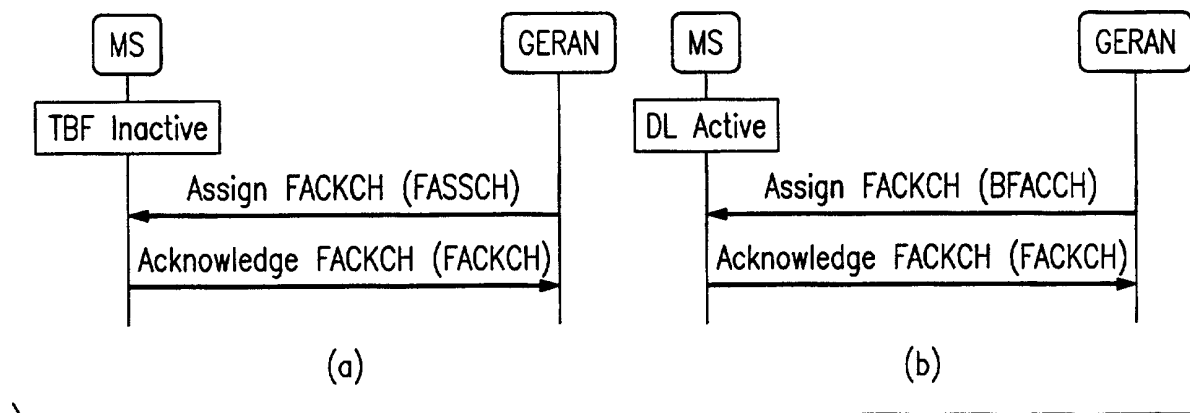 MS
GERAN
TBF Inactive
Assign FACKCH (FASSCH)
Acknowledge FACKCH (FACKCH)
(a)
MS
GERAN
DL Active
Assign FACKCH (BFACCH)
Acknowledge FACKCH (FACKCH)
(b)